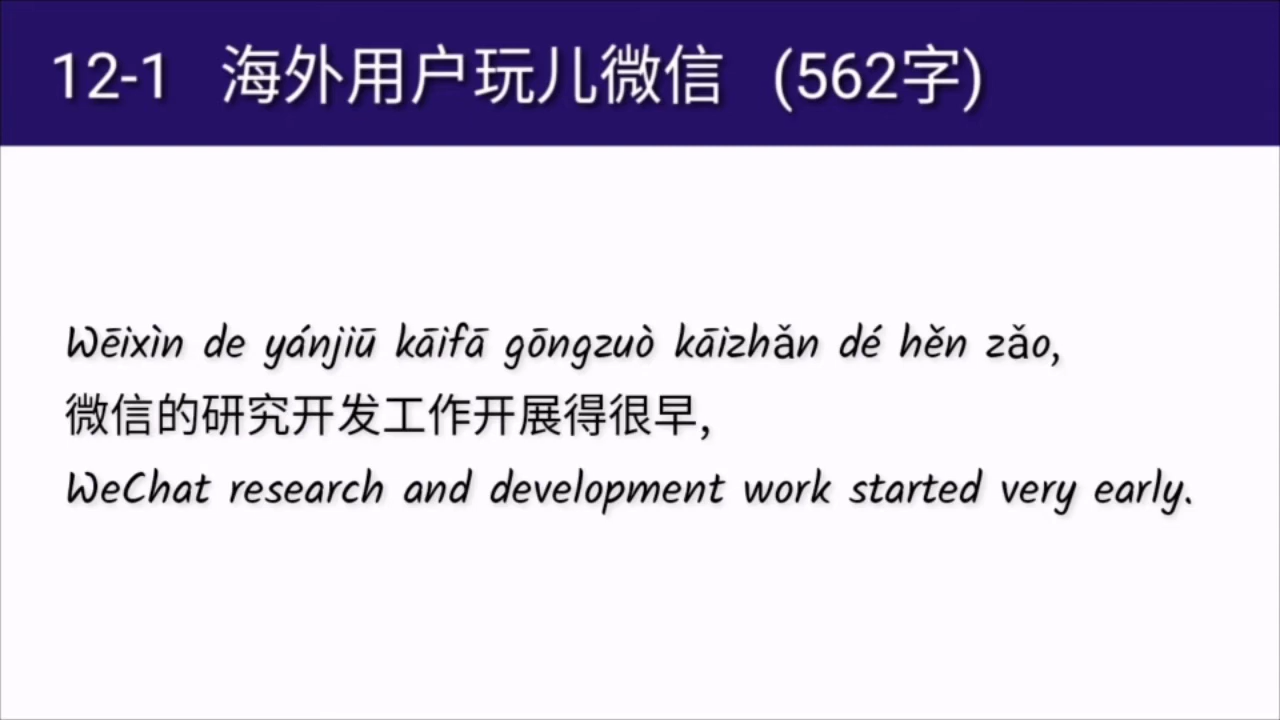 12-1 海外用户玩儿微信 (562字)
Wēixìn de yánjiū kāifā gōngzuò kāizhǎn dé hěn zǎo,
微信的研究开发工作开展得很早,
WeChat research and development work started very early.